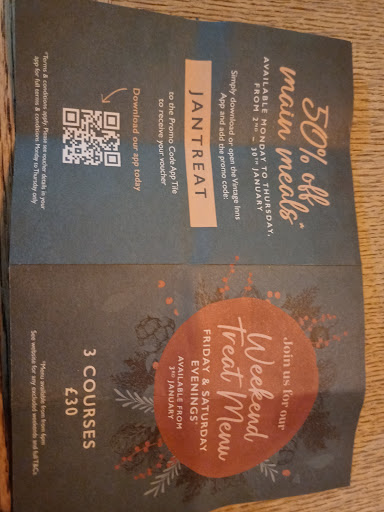 50% off
main meals*
AVAILABLE MONDAY TO THURSDAY,
FROM 2ND – 30TH JANUARY
Simply download or open the Vintage Inns
App and add the promo code:
JANTREAT
to the Promo Code App Tile
to receive your voucher
Download our app today
*Terms & conditions apply. Please see voucher details in your
app for full terms & conditions. Monday to Thursday only
Join us for our
Weekend
Treat Menu
FRIDAY & SATURDAY
EVENINGS*
AVAILABLE FROM
3RD JANUARY
3 COURSES
£30
*Menu available from 6pm
See website for any excluded weekends and full T&Cs